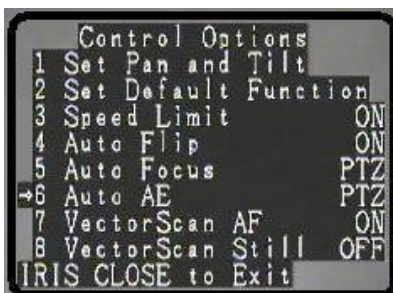 Control Options
1 Set Pan and Tilt
2 Set Default Function
3 Speed Limit ON
4 Auto Flip ON
5 Auto Focus PTZ
→6 Auto AE PTZ
7 VectorScan AF ON
8 VectorScan Still OFF
IRIS CLOSE to Exit